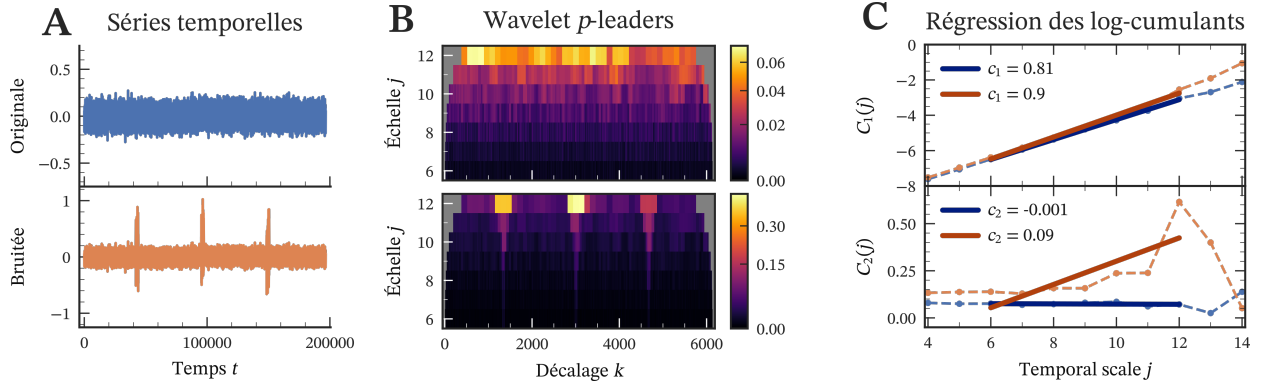 A Séries temporelles
Originale
0.5
0.0
−0.5
Bruitée
1
0
−1
0 100000 200000
Temps t
B Wavelet p-leaders
Échelle j
12
10
8
6
0.06
0.04
0.02
0.00
Échelle j
12
10
8
6
0.30
0.15
0.00
0 2000 4000 6000
Décalage k
C Régression des log-cumulants
C₁(j)
0
−2
−4
−6
−8
c₁ = 0.81
c₁ = 0.9
C₂(j)
0.50
0.25
0.00
c₂ = -0.001
c₂ = 0.09
4 6 8 10 12 14
Temporal scale j